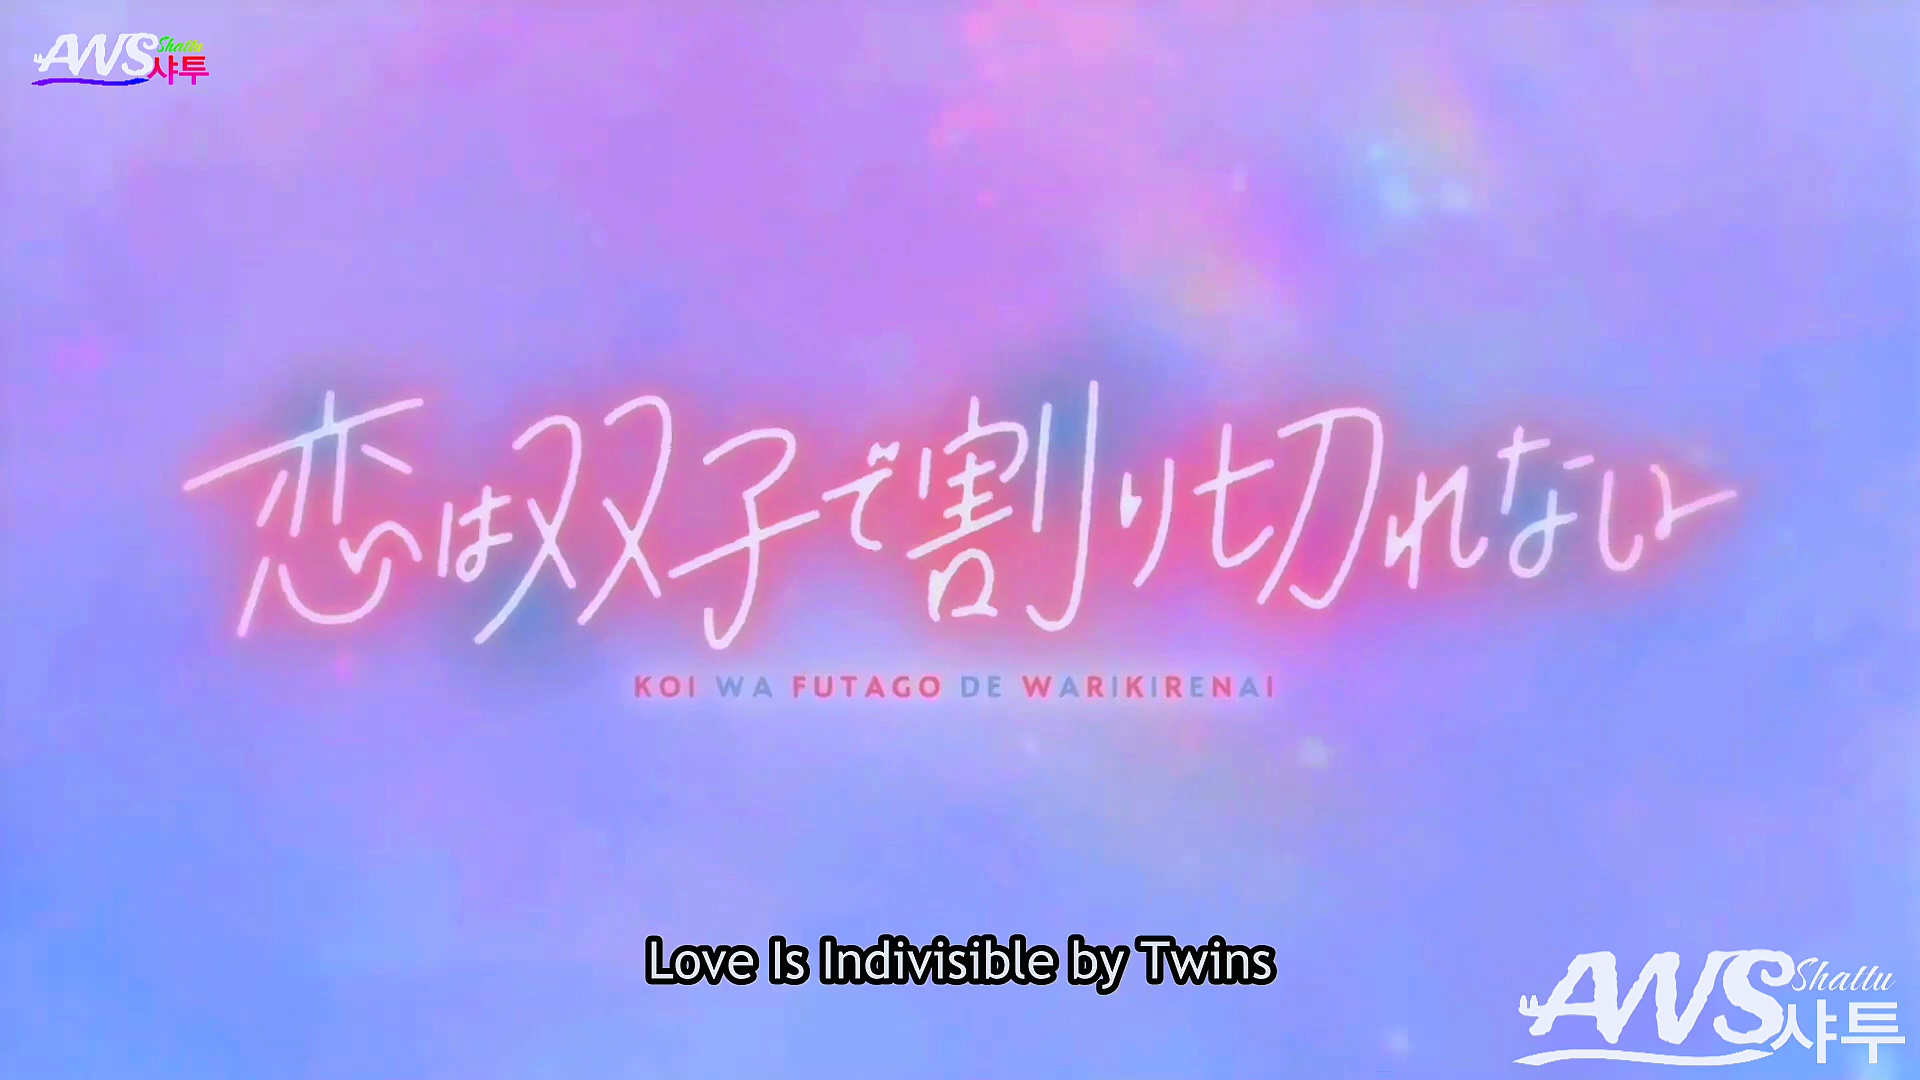 AWS Shattu
샤투
恋は双子で割り切れない
KOI WA FUTAGO DE WARIKIRENAI
Love Is Indivisible by Twins
AWS Shattu
샤투